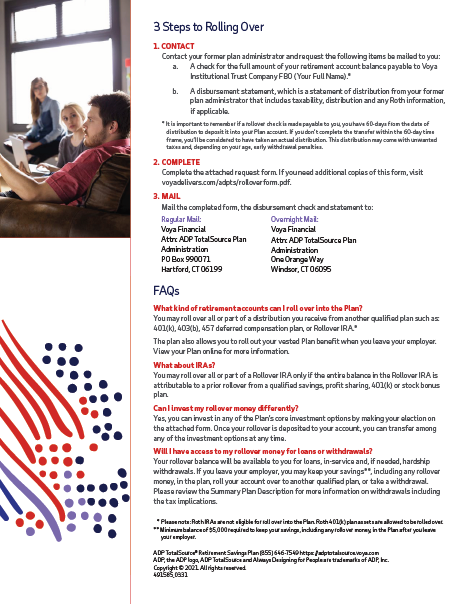 3 Steps to Rolling Over
1. CONTACT
Contact your former plan administrator and request the following items be mailed to you:
a. A check for the full amount of your retirement account balance payable to Voya
Institutional Trust Company FBO (Your Full Name).*
b. A disbursement statement, which is a statement of distribution from your former
plan administrator that includes taxability, distribution and any Roth information,
if applicable.
* It is important to remember if a rollover check is made payable to you, you have 60-days from the date of
distribution to deposit it into your Plan account. If you don't complete the transfer within the 60-day time
frame, you'll be considered to have taken an actual distribution. This distribution may come with unwanted
taxes and, depending on your age, early withdrawal penalties.
2. COMPLETE
Complete the attached request form. If you need additional copies of this form, visit
voyadelivers.com/adpts/rolloverform.pdf.
3. MAIL
Mail the completed form, the disbursement check and statement to:
Regular Mail:
Voya Financial
Attn: ADP TotalSource Plan
Administration
PO Box 990071
Hartford, CT 06199
Overnight Mail:
Voya Financial
Attn: ADP TotalSource Plan
Administration
One Orange Way
Windsor, CT 06095
FAQs
What kind of retirement accounts can I roll over into the Plan?
You may roll over all or part of a distribution you receive from another qualified plan such as:
401(k), 403(b), 457 deferred compensation plan, or Rollover IRA.*
The plan also allows you to roll out your vested Plan benefit when you leave your employer.
View your Plan online for more information.
What about IRAs?
You may roll over all or part of a Rollover IRA only if the entire balance in the Rollover IRA is
attributable to a prior rollover from a qualified savings, profit sharing, 401(k) or stock bonus
plan.
Can I invest my rollover money differently?
Yes, you can invest in any of the Plan's core investment options by making your election on
the attached form. Once your rollover is deposited to your account, you can transfer among
any of the investment options at any time.
Will I have access to my rollover money for loans or withdrawals?
Your rollover balance will be available to you for loans, in-service and, if needed, hardship
withdrawals. If you leave your employer, you may keep your savings**, including any rollover
money, in the plan, roll your account over to another qualified plan, or take a withdrawal.
Please review the Summary Plan Description for more information on withdrawals including
the tax implications.
* Please note: Roth IRAs are not eligible for roll over into the Plan. Roth 401(k) plan assets are allowed to be rolled over.
** Minimum balance of $5,000 required to keep your savings, including any rollover money, in the Plan after you leave
your employer.
ADP TotalSource® Retirement Savings Plan (855) 646-7549 https://adptotalsource.voya.com
ADP, the ADP logo, ADP TotalSource and Always Designing for People are trademarks of ADP, Inc.
Copyright © 2021. All rights reserved.
491585_0331